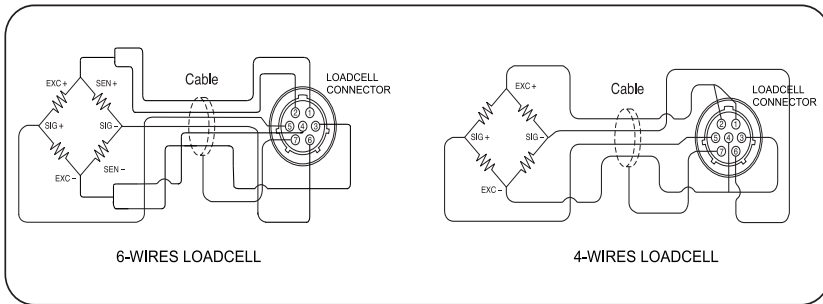 EXC +
SEN +
SIG +
SIG -
SEN -
EXC -
Cable
LOADCELL
CONNECTOR
2 1
5 4 3
7 6
6-WIRES LOADCELL
EXC +
SIG +
SIG -
EXC -
Cable
LOADCELL
CONNECTOR
2 1
5 4 3
7 6
4-WIRES LOADCELL